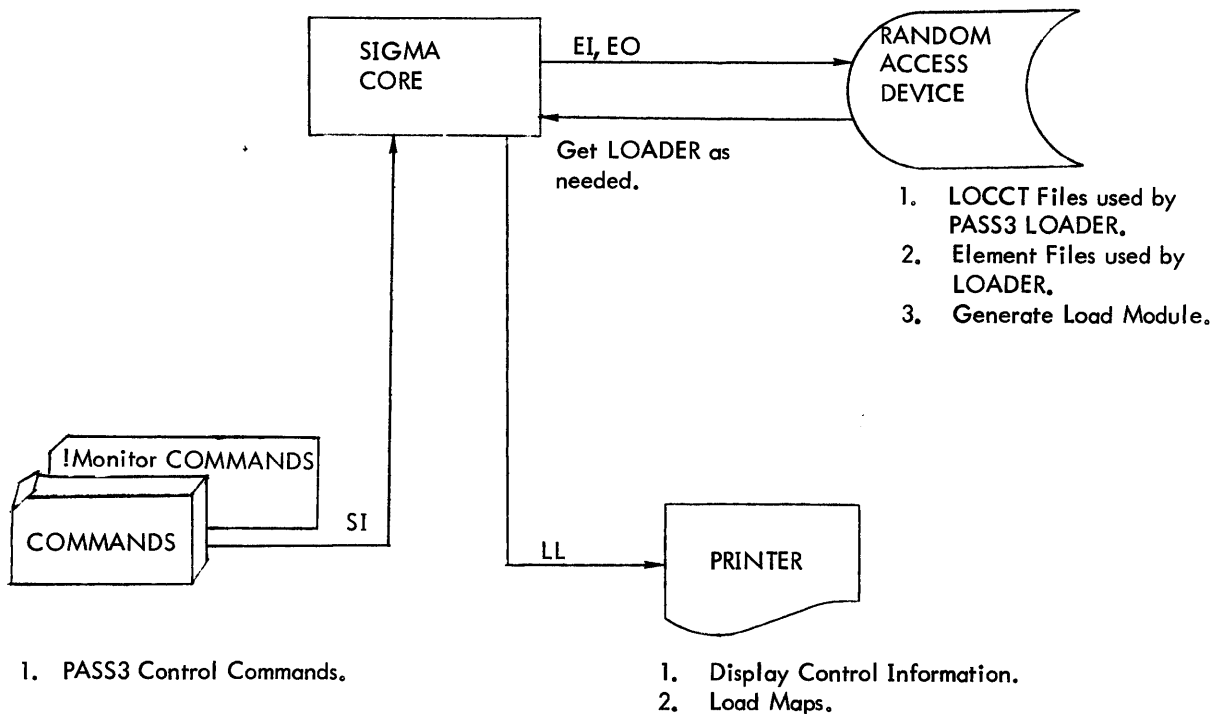 SIGMA
CORE
EI, EO
RANDOM
ACCESS
DEVICE
Get LOADER as
needed.
1. LOCCT Files used by
PASS3 LOADER.
2. Element Files used by
LOADER.
3. Generate Load Module.
!Monitor COMMANDS
COMMANDS
SI
LL
PRINTER
1. PASS3 Control Commands.
1. Display Control Information.
2. Load Maps.